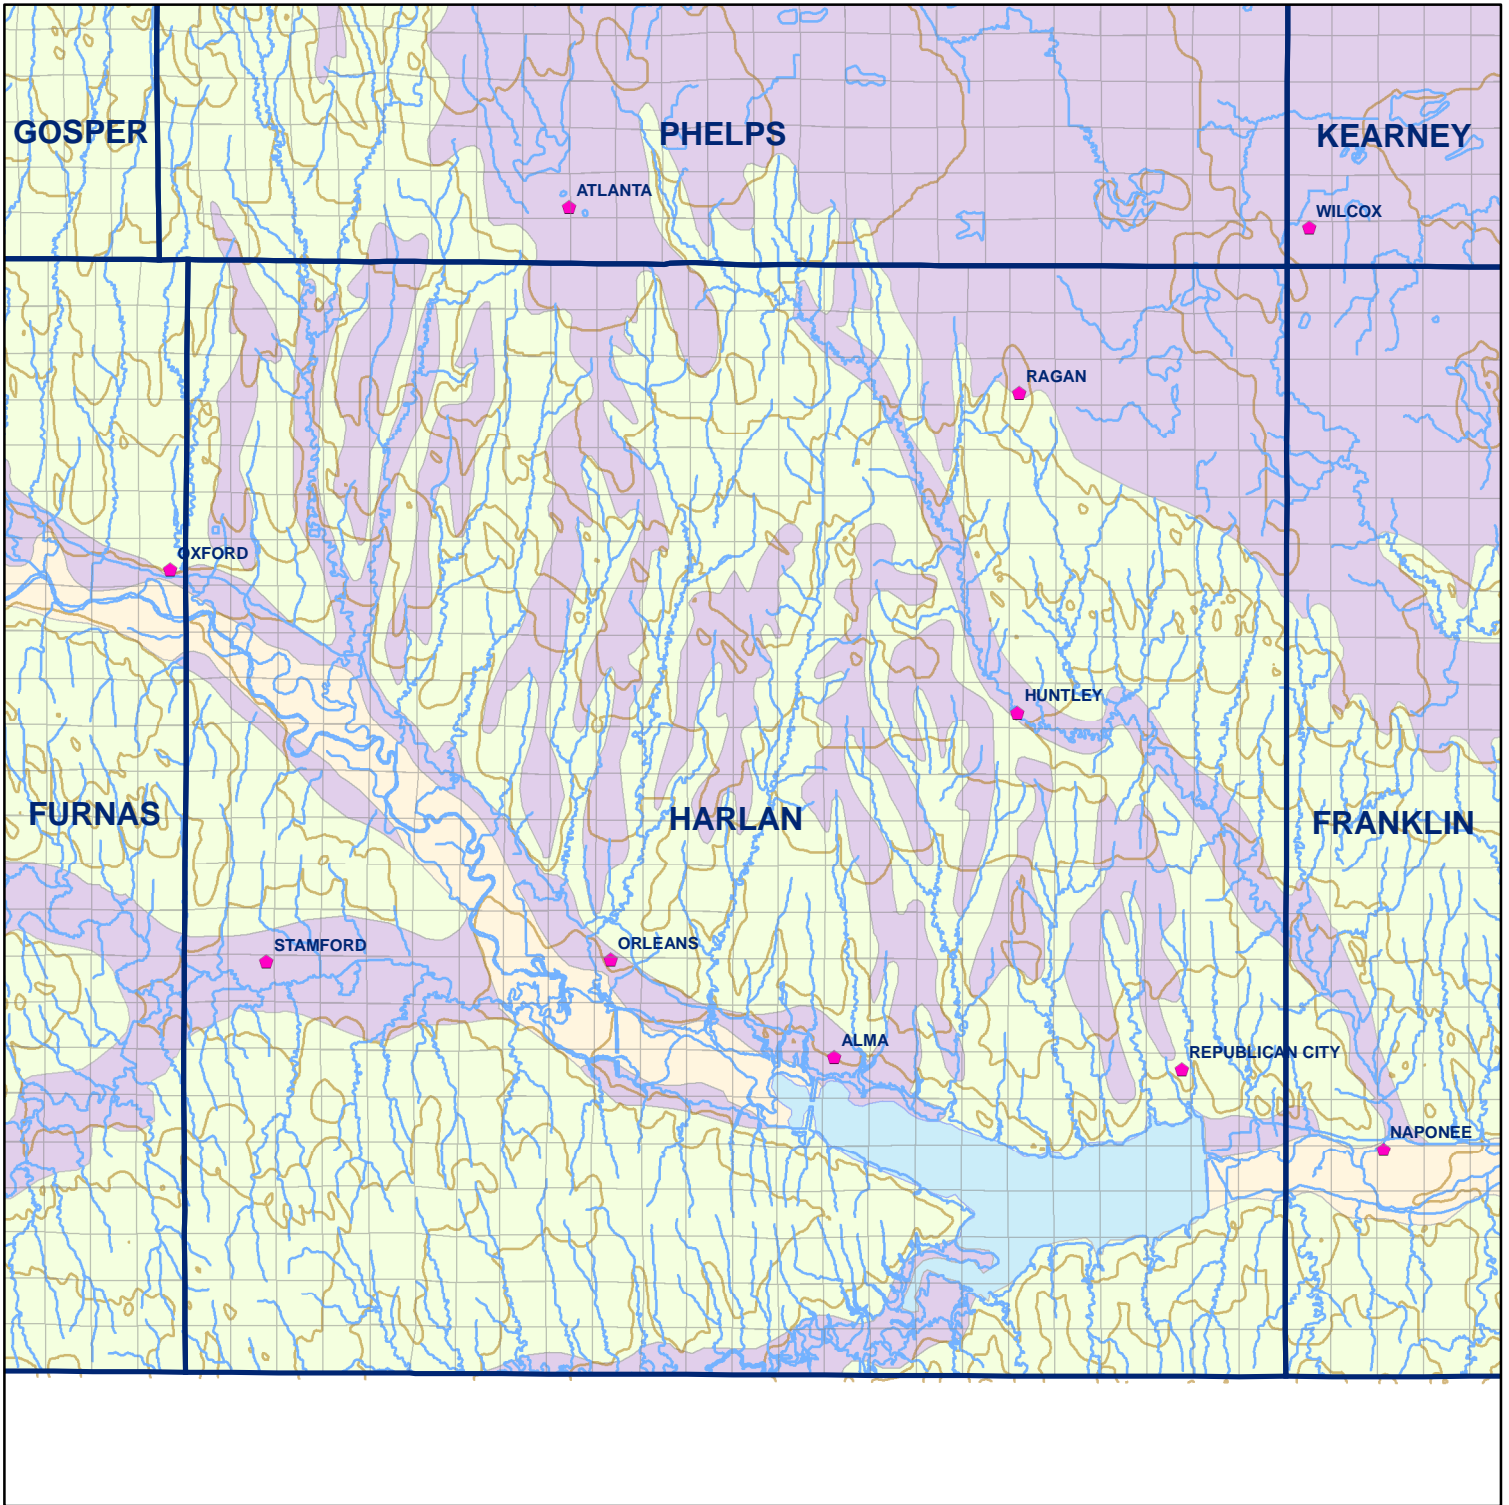 GOSPER
PHELPS
KEARNEY
ATLANTA
WILCOX
RAGAN
OXFORD
HUNTLEY
FURNAS
HARLAN
FRANKLIN
STAMFORD
ORLEANS
ALMA
REPUBLICAN CITY
NAPONEE